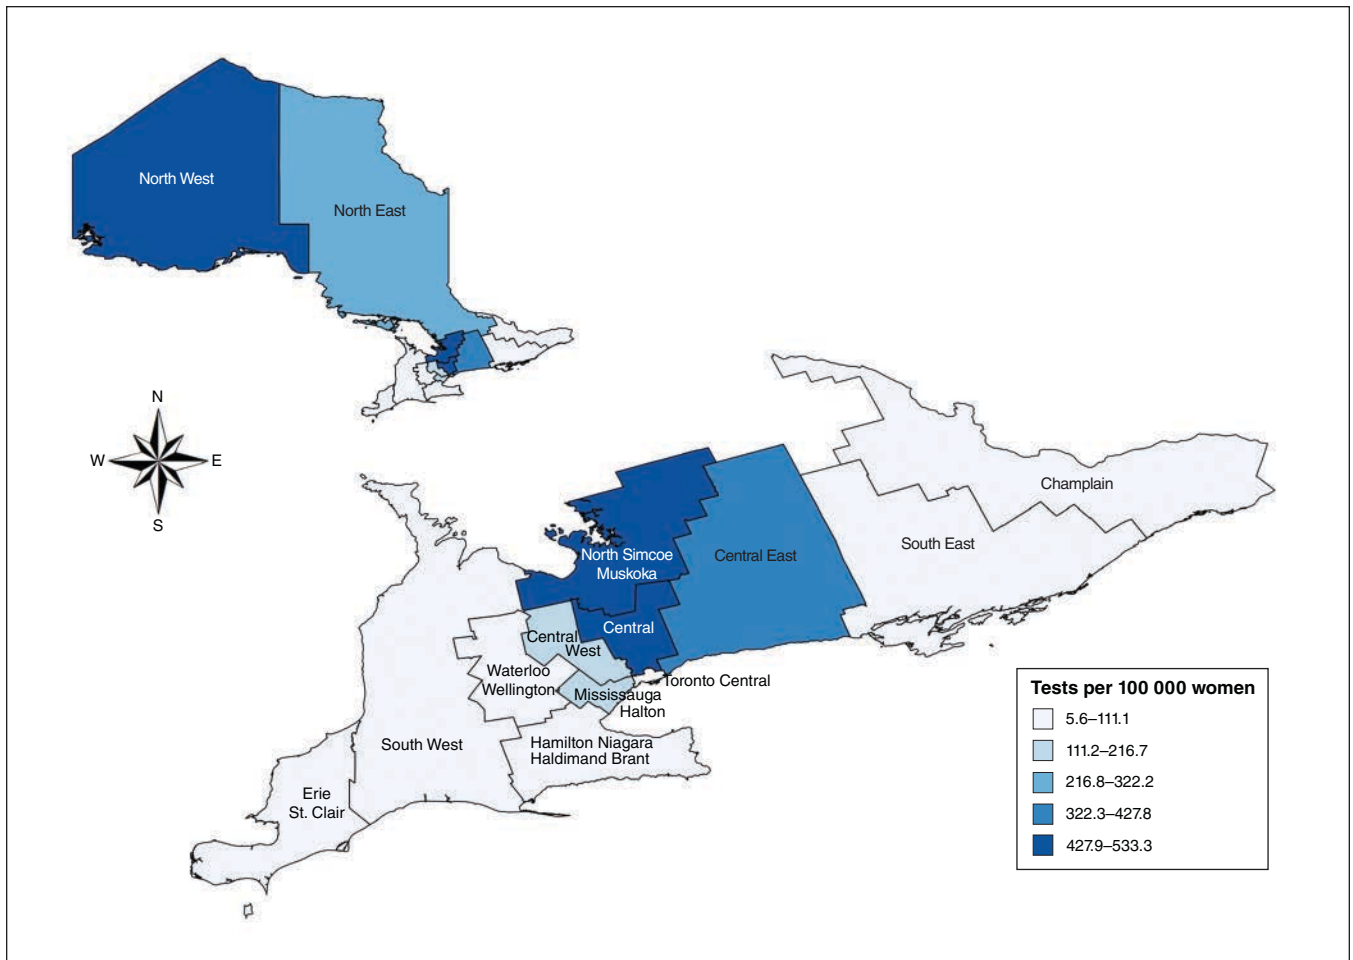 North West
North East
N
W
E
S
Champlain
South East
North Simcoe
Muskoka
Central East
Central
Central
West
Toronto Central
Waterloo
Wellington
Mississauga
Halton
South West
Hamilton Niagara
Haldimand Brant
Erie
St. Clair
Tests per 100 000 women
5.6–111.1
111.2–216.7
216.8–322.2
322.3–427.8
427.9–533.3